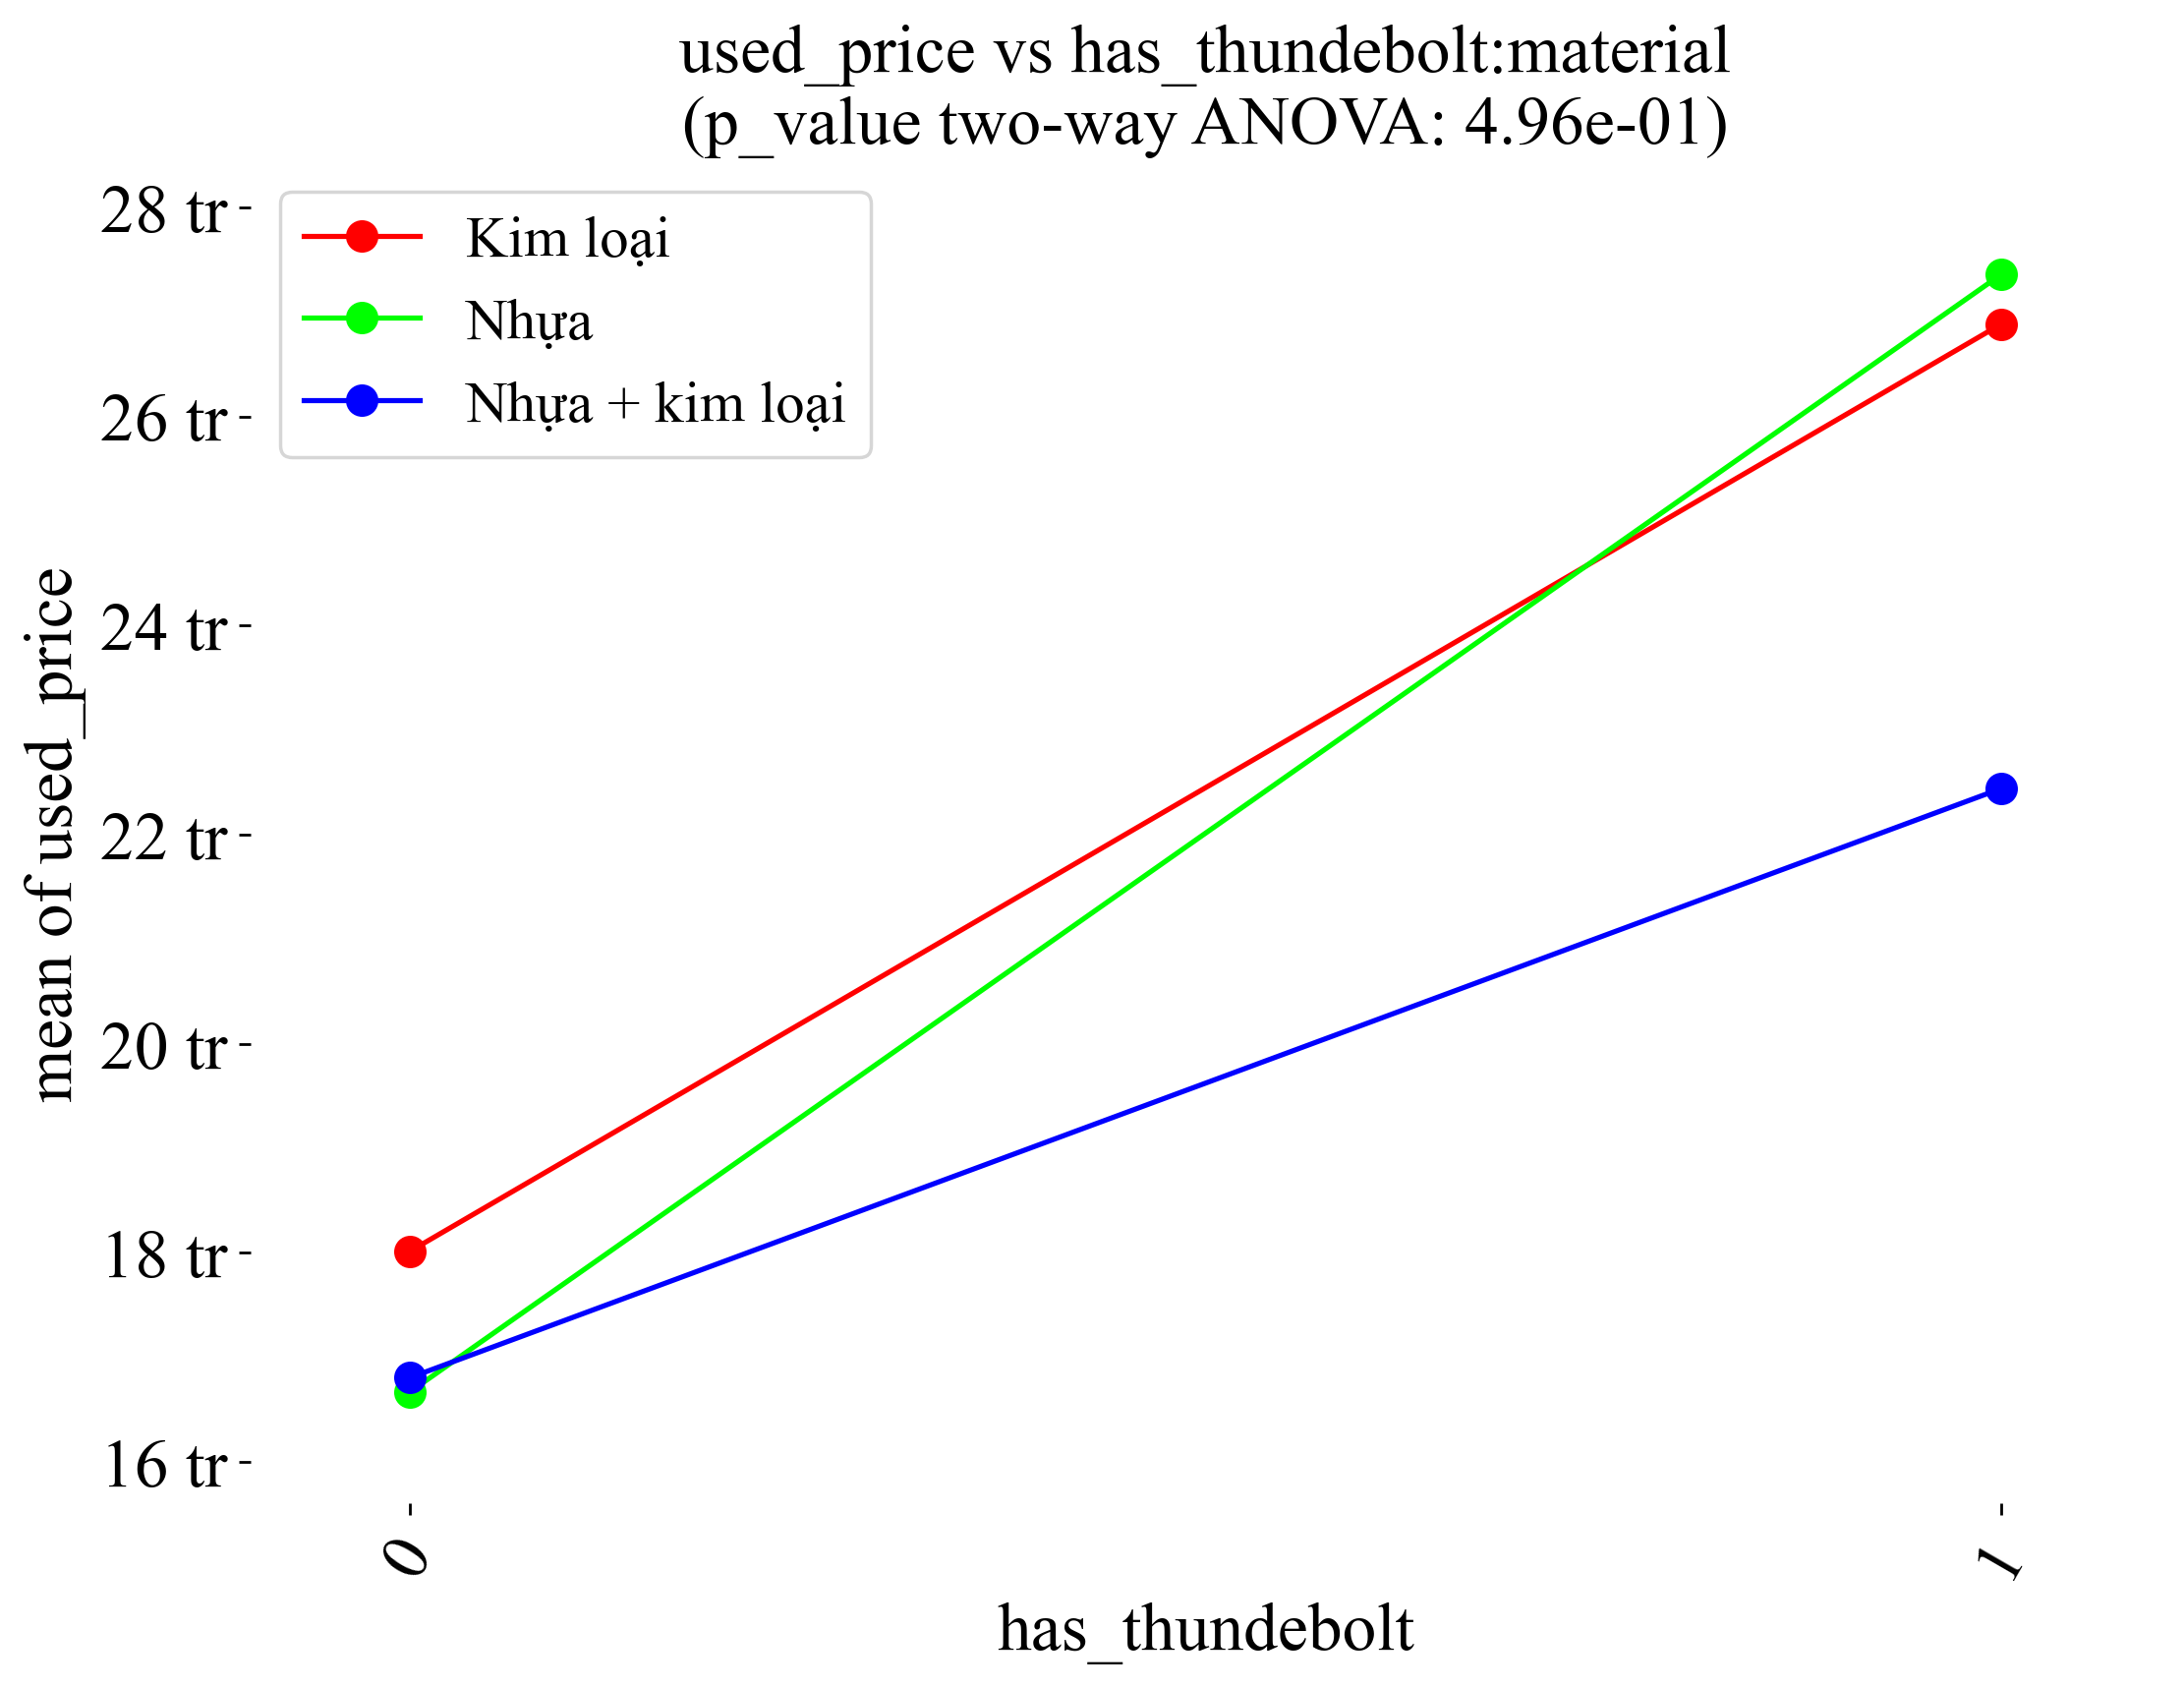 used_price vs has_thundebolt:material
(p_value two-way ANOVA: 4.96e-01)
28 tr
26 tr
24 tr
22 tr
20 tr
18 tr
16 tr
Kim loại
Nhựa
Nhựa + kim loại
mean of used_price
0
1
has_thundebolt